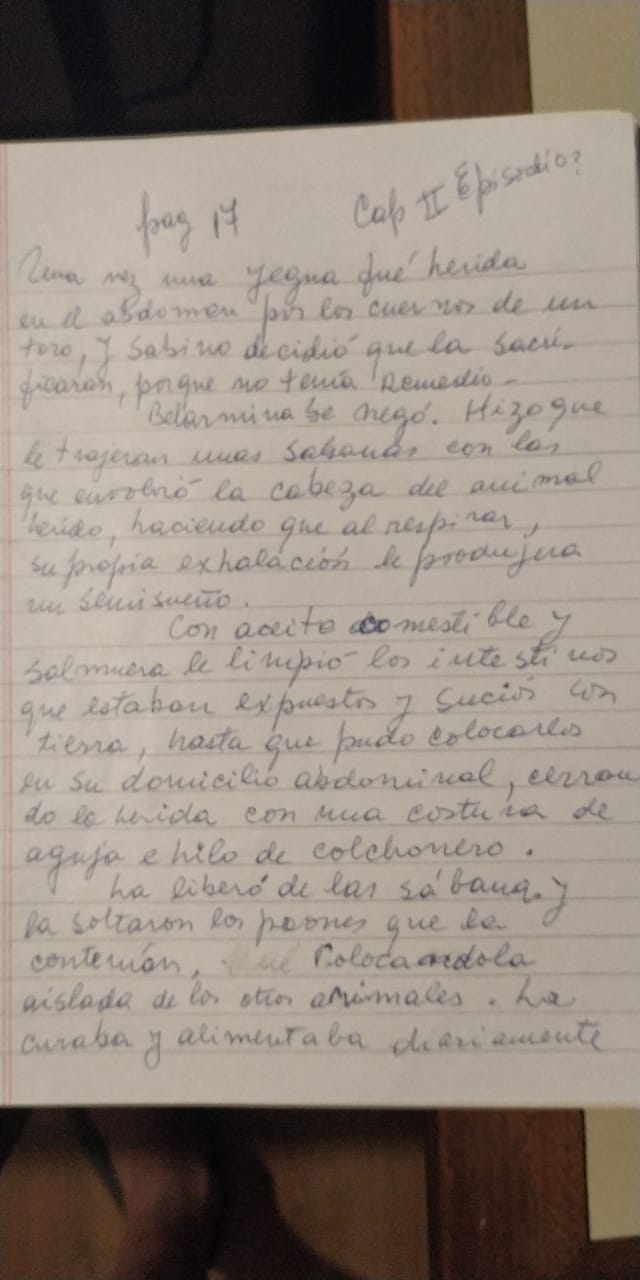 pag 17 Cap II Episodio?
Una vez una yegua fué herida
en el abdomen por los cuernos de un
toro, y Sabino decidió que la sacri-
ficaran, porque no tenía remedio -
Belarmina se negó. Hizo que
le trajeran unas sabanas con las
que envolvió la cabeza del animal
herido, haciendo que al respirar,
su propia exhalación le produjera
un semisueño.
Con aceite comestible y
salmuera le limpió los intestinos
que estaban expuestos y sucios con
tierra, hasta que pudo colocarlos
en su domicilio abdominal, cerran
do la herida con una costura de
aguja e hilo de colchonero.
La liberó de las sábanas y
la soltaron los peones que la
contenían, Colocandola
aislada de los otros animales. La
curaba y alimentaba diariamente